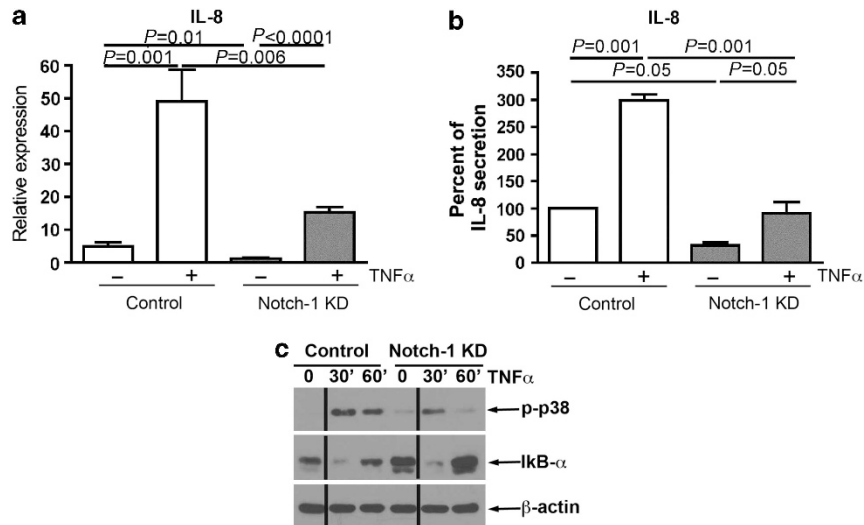 a
IL-8
P=0.01 P<0.0001
P=0.001 P=0.006
60
50
40
30
20
10
0
Relative expression
– + – + TNFα
Control Notch-1 KD
b
IL-8
P=0.001 P=0.001
P=0.05 P=0.05
350
300
250
200
150
100
50
0
Percent of
IL-8 secretion
– + – + TNFα
Control Notch-1 KD
c
Control Notch-1 KD
0 30' 60' 0 30' 60' TNFα
p-p38
IkB-α
β-actin